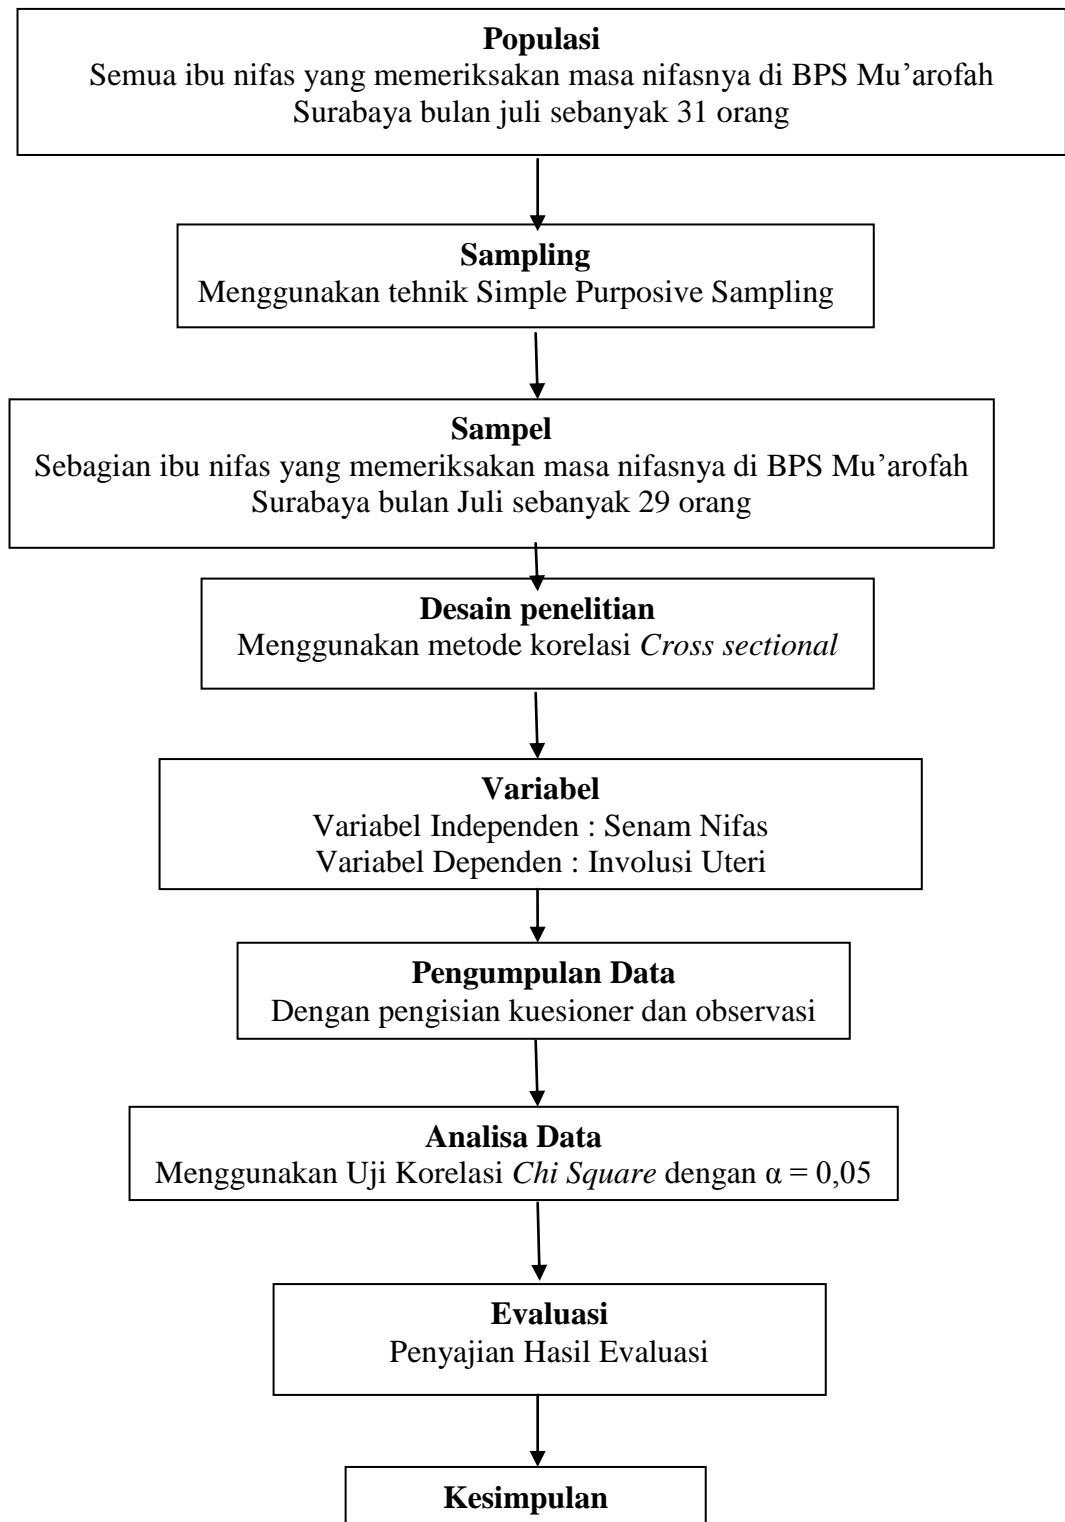 Populasi
Semua ibu nifas yang memeriksakan masa nifasnya di BPS Mu’arofah
Surabaya bulan juli sebanyak 31 orang
Sampling
Menggunakan tehnik Simple Purposive Sampling
Sampel
Sebagian ibu nifas yang memeriksakan masa nifasnya di BPS Mu’arofah
Surabaya bulan Juli sebanyak 29 orang
Desain penelitian
Menggunakan metode korelasi Cross sectional
Variabel
Variabel Independen : Senam Nifas
Variabel Dependen : Involusi Uteri
Pengumpulan Data
Dengan pengisian kuesioner dan observasi
Analisa Data
Menggunakan Uji Korelasi Chi Square dengan α = 0,05
Evaluasi
Penyajian Hasil Evaluasi
Kesimpulan